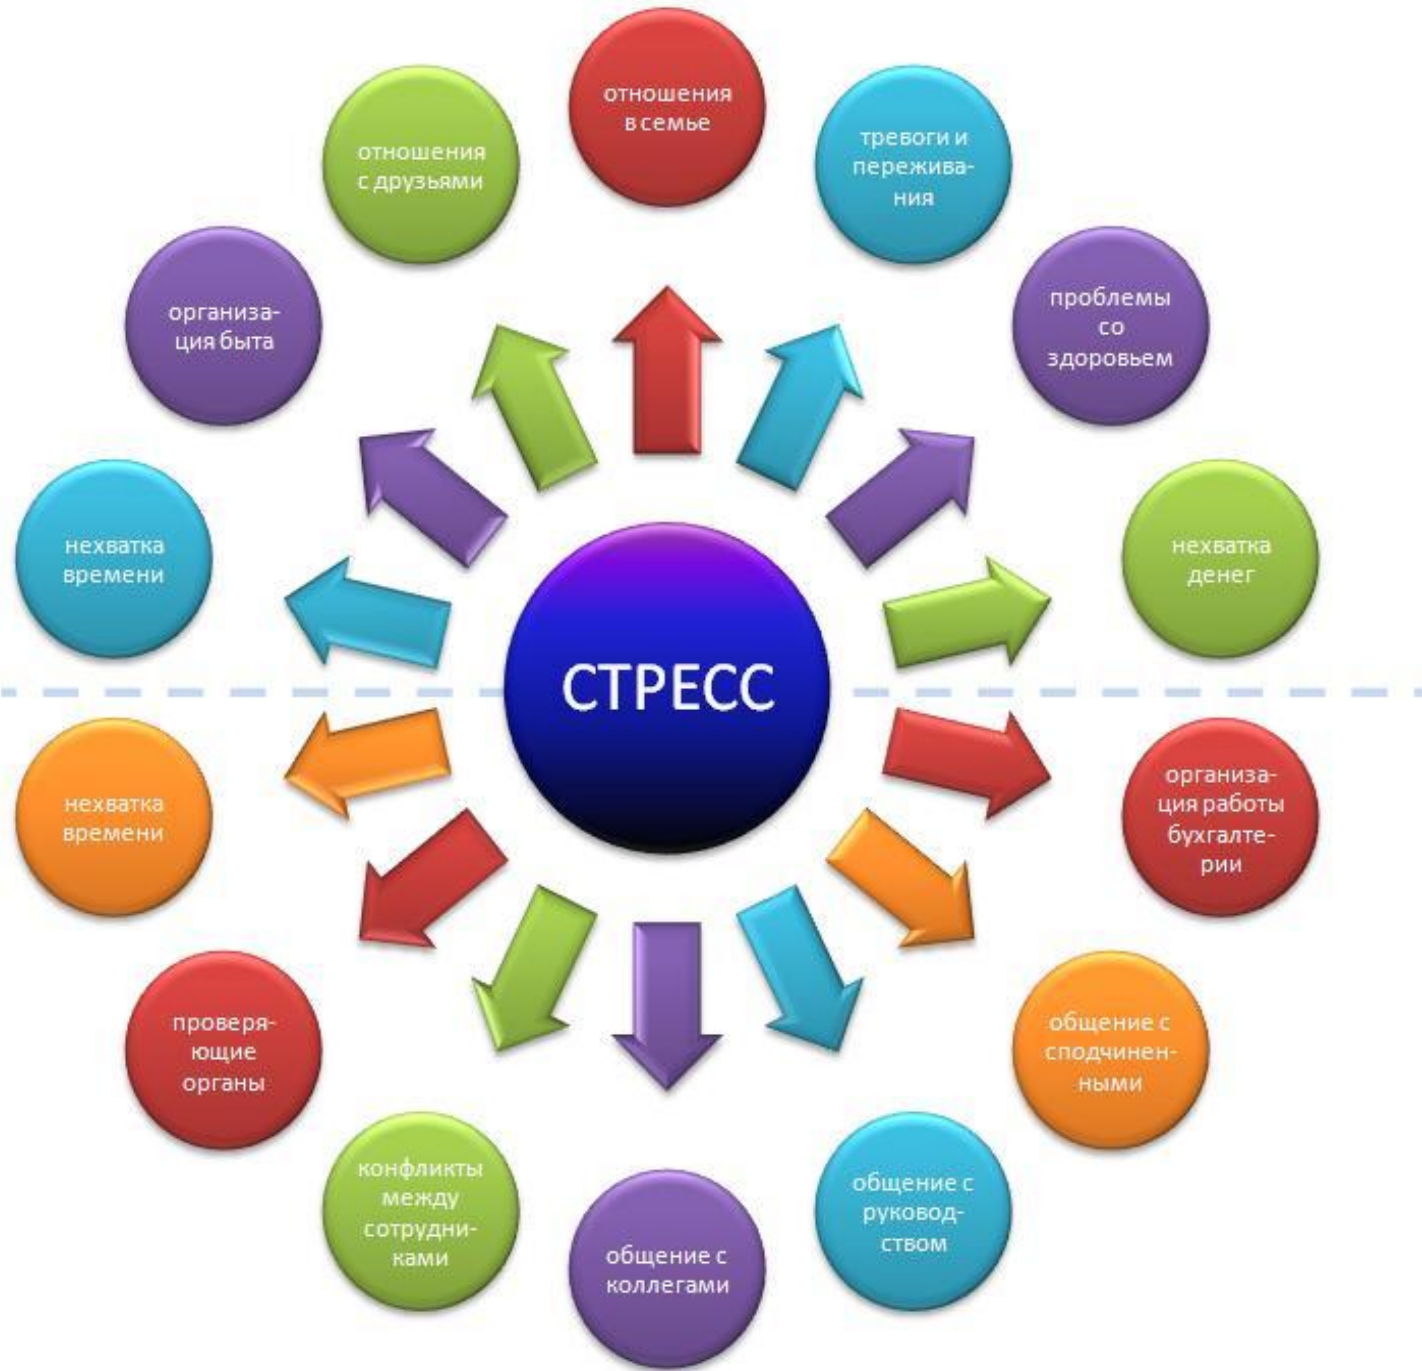 отношения
в семье
тревоги и
пережива-
ния
проблемы
со
здоровьем
нехватка
денег
организа-
ция работы
бухгалте-
рии
общение с
сподчинен-
ными
общение с
руковод-
ством
общение с
коллегами
конфликты
между
сотрудни-
ками
проверя-
ющие
органы
нехватка
времени
нехватка
времени
организа-
ция быта
отношения
с друзьями
СТРЕСС